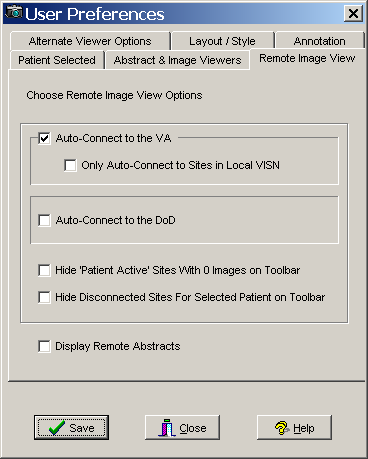 User Preferences
Alternate Viewer Options
Layout / Style
Annotation
Patient Selected
Abstract & Image Viewers
Remote Image View
Choose Remote Image View Options
Auto-Connect to the VA
Only Auto-Connect to Sites in Local VISN
Auto-Connect to the DoD
Hide 'Patient Active' Sites With 0 Images on Toolbar
Hide Disconnected Sites For Selected Patient on Toolbar
Display Remote Abstracts
Save
Close
Help